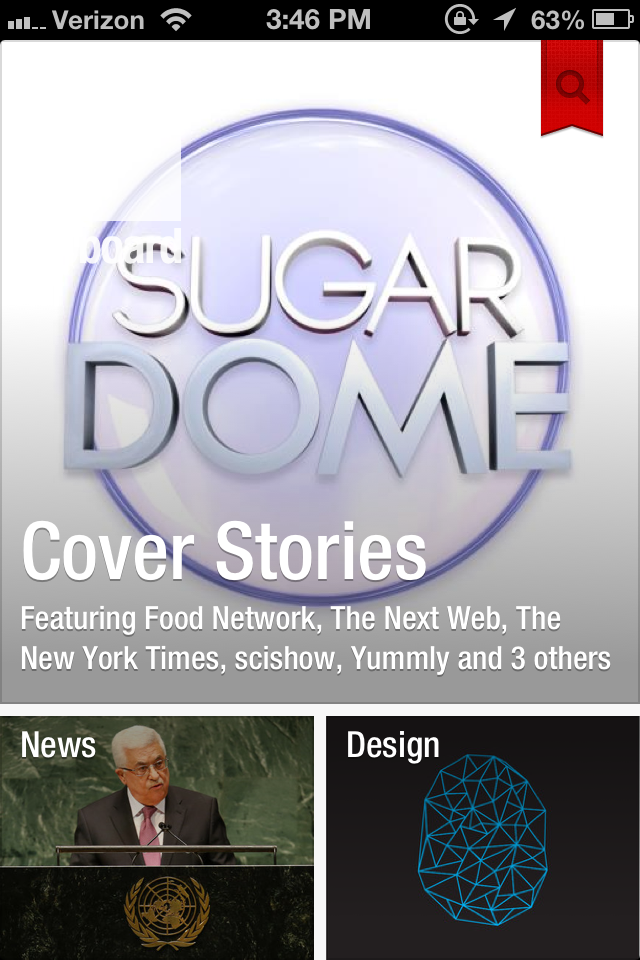 Verizon 3:46 PM 63%
board
SUGAR
DOME
Cover Stories
Featuring Food Network, The Next Web, The
New York Times, scishow, Yummly and 3 others
News Design